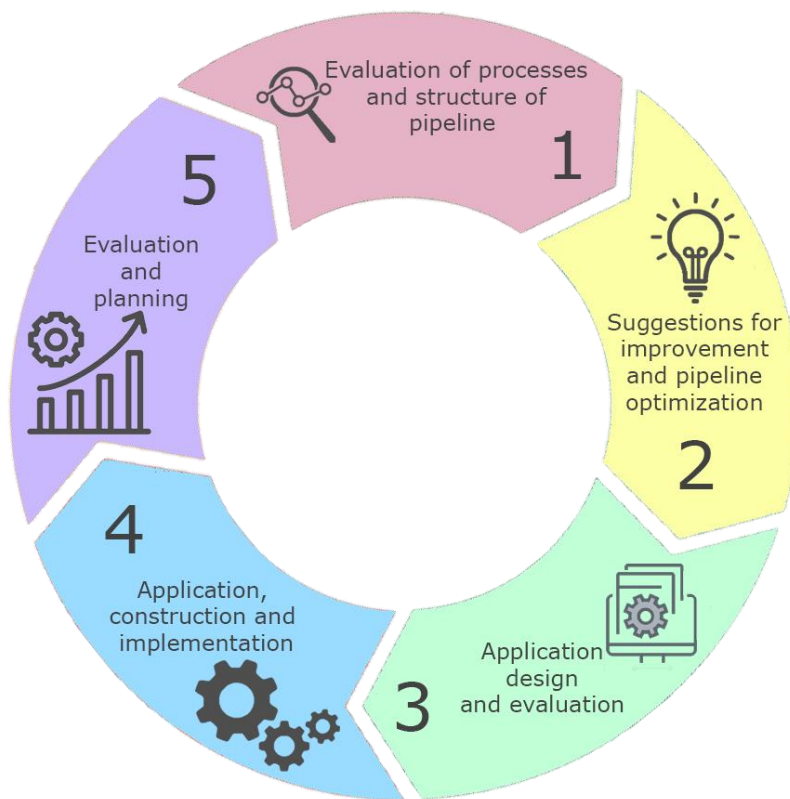 Evaluation of processes
and structure of
pipeline
1
Suggestions for
improvement
and pipeline
optimization
2
Application
design
and evaluation
3
4
Application,
construction and
implementation
5
Evaluation
and
planning